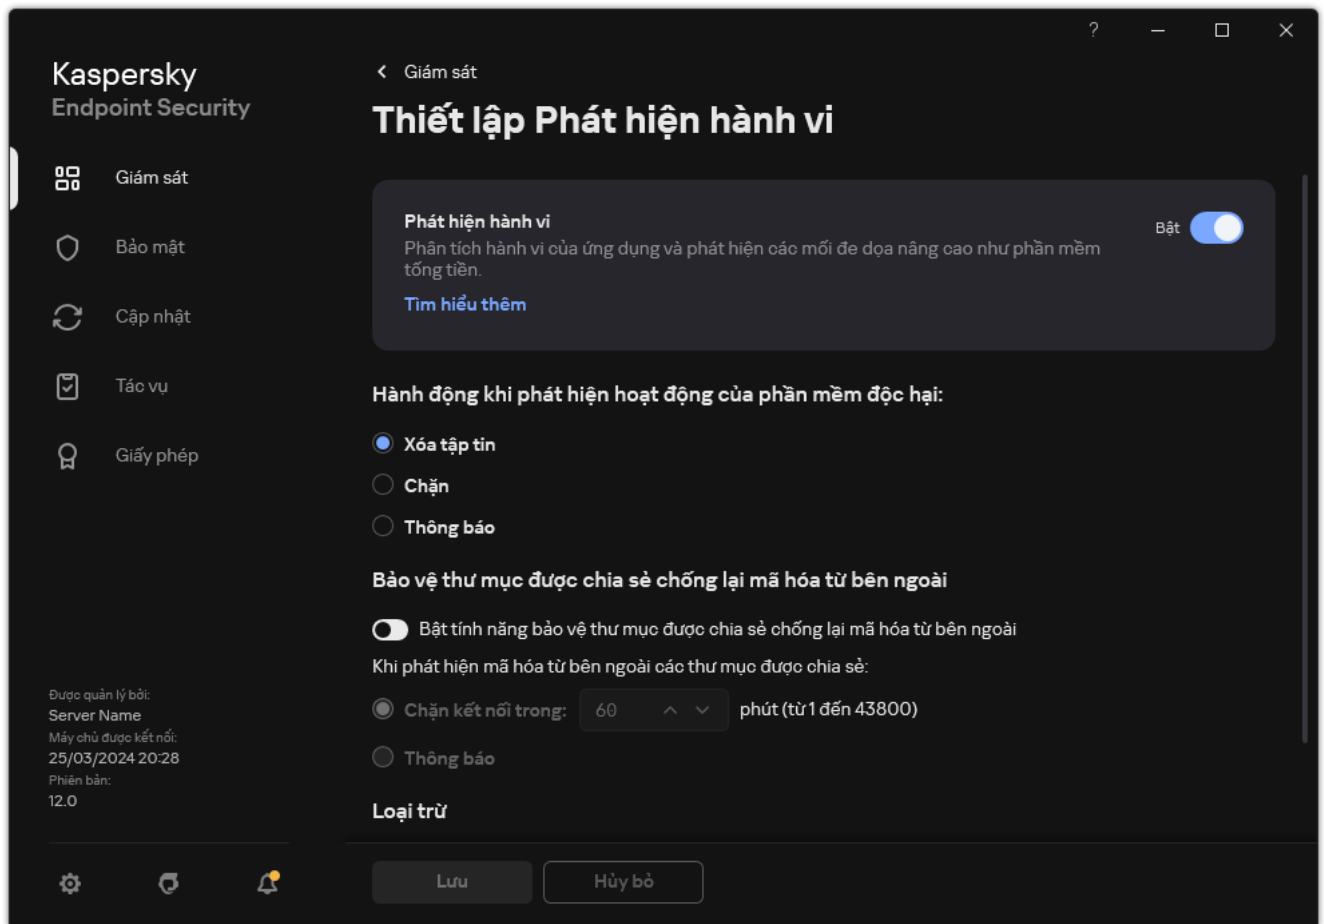 ?
Kaspersky
Endpoint Security
Giám sát
Bảo mật
Cập nhật
Tác vụ
Giấy phép
Được quản lý bởi:
Server Name
Máy chủ được kết nối:
25/03/2024 20:28
Phiên bản:
12.0
Giám sát
Thiết lập Phát hiện hành vi
Phát hiện hành vi
Bật
Phân tích hành vi của ứng dụng và phát hiện các mối đe dọa nâng cao như phần mềm
tống tiền.
Tìm hiểu thêm
Hành động khi phát hiện hoạt động của phần mềm độc hại:
Xóa tập tin
Chặn
Thông báo
Bảo vệ thư mục được chia sẻ chống lại mã hóa từ bên ngoài
Bật tính năng bảo vệ thư mục được chia sẻ chống lại mã hóa từ bên ngoài
Khi phát hiện mã hóa từ bên ngoài các thư mục được chia sẻ:
Chặn kết nối trong: 60 phút (từ 1 đến 43800)
Thông báo
Loại trừ
Lưu
Hủy bỏ